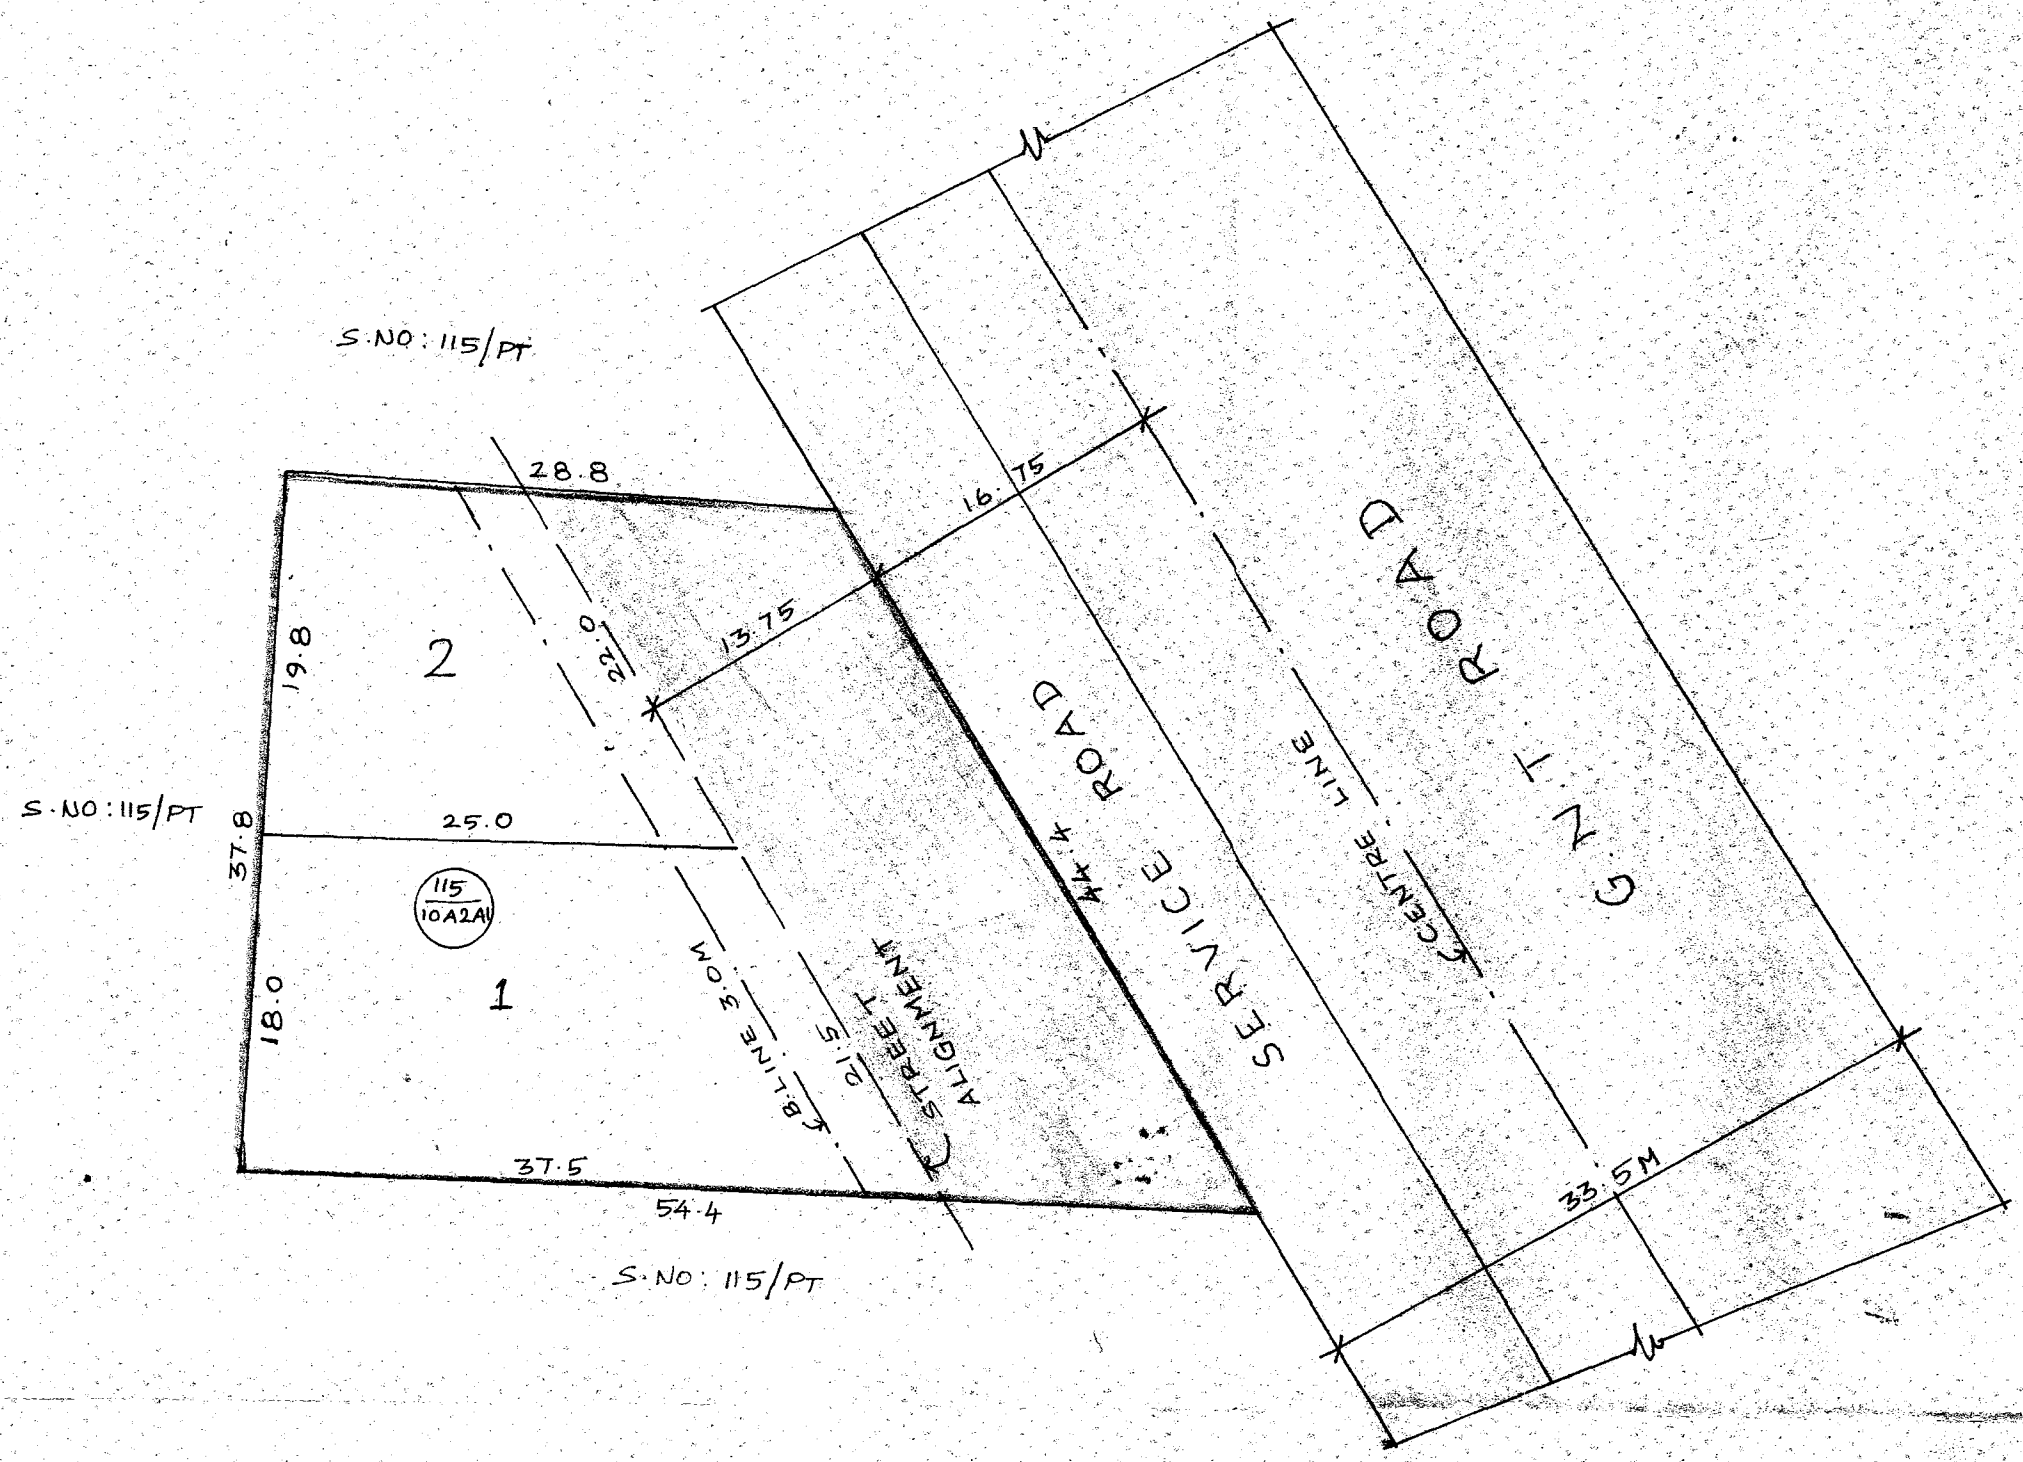 S.NO: 115/PT
28.8
16.75
13.75
22.0
19.8
2
S.NO: 115/PT
37.8
25.0
115
10A2A1
1
18.0
B.LINE 3.0M
21.5
STREET
ALIGNMENT
44.4
SERVICE ROAD
CENTRE LINE
G.N.T ROAD
37.5
54.4
33.5M
S.NO: 115/PT